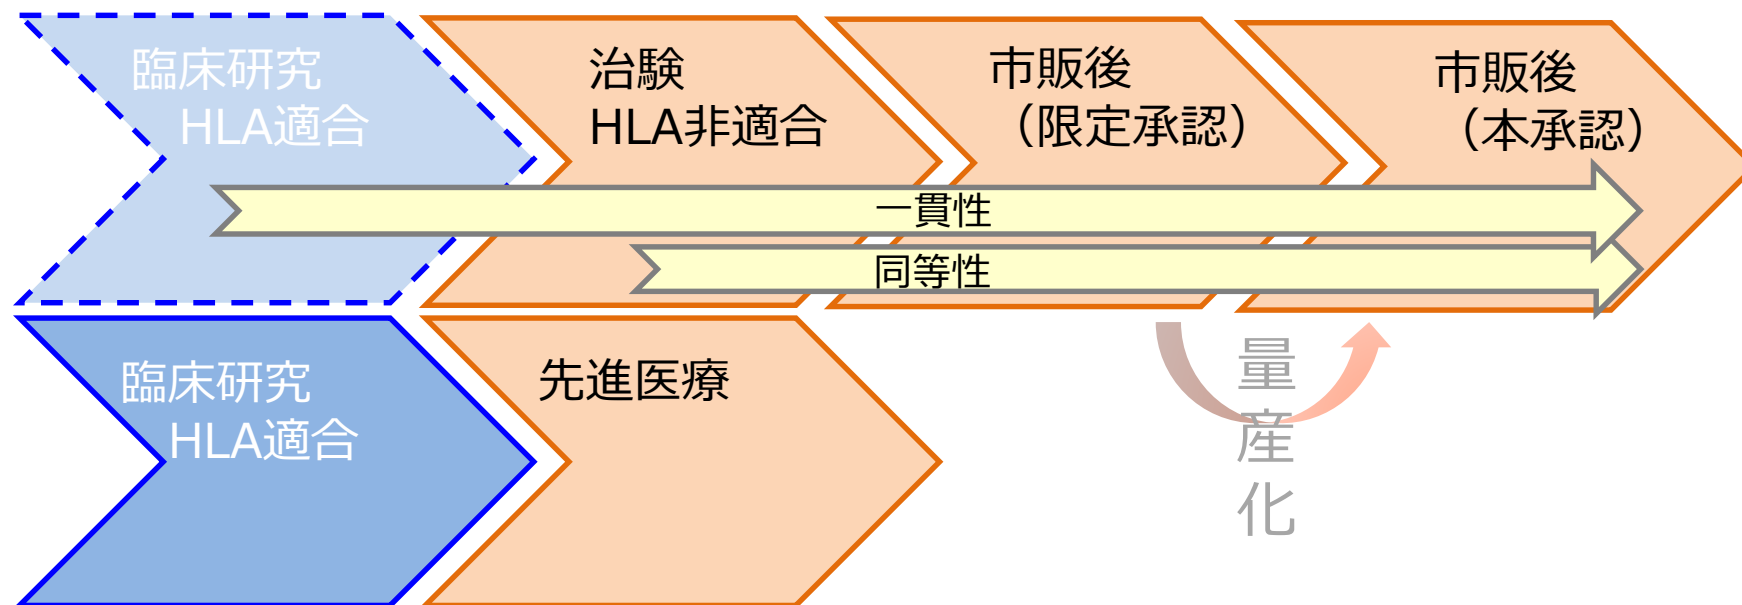 臨床研究
HLA適合
治験
HLA非適合
市販後
（限定承認）
市販後
（本承認）
一貫性
同等性
臨床研究
HLA適合
先進医療
量
産
化